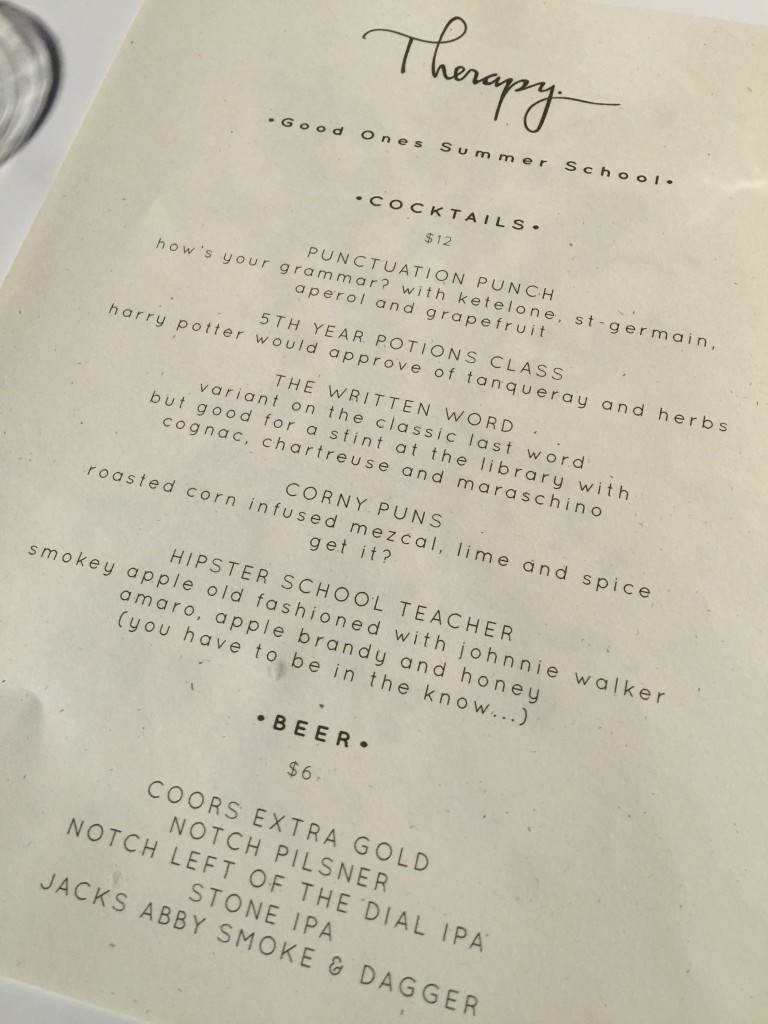 Therapy.
•Good Ones Summer School•
•COCKTAILS•
$12
PUNCTUATION PUNCH
how's your grammar? with ketelone, st-germain,
aperol and grapefruit
5TH YEAR POTIONS CLASS
harry potter would approve of tanqueray and herbs
THE WRITTEN WORD
variant on the classic last word
but good for a stint at the library with
cognac, chartreuse and maraschino
CORNY PUNS
roasted corn infused mezcal, lime and spice
get it?
HIPSTER SCHOOL TEACHER
smokey apple old fashioned with johnnie walker
amaro, apple brandy and honey
(you have to be in the know...)
•BEER•
$6
COORS EXTRA GOLD
NOTCH PILSNER
NOTCH LEFT OF THE DIAL IPA
STONE IPA
JACKS ABBY SMOKE & DAGGER